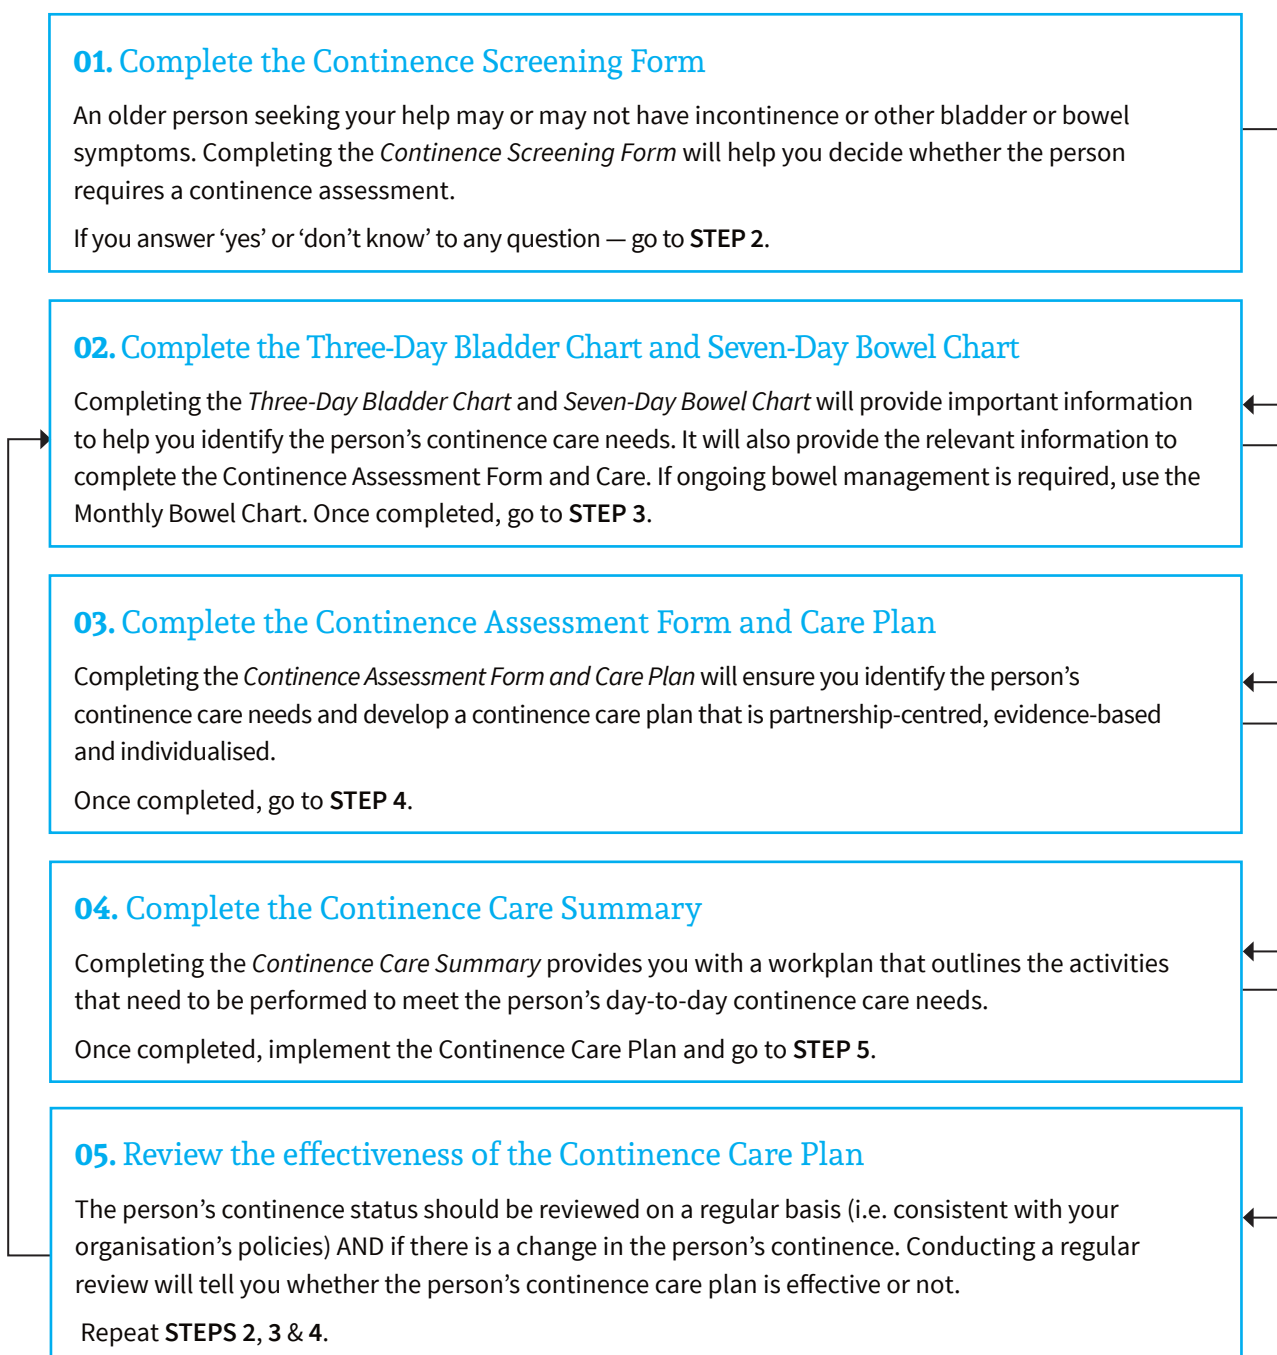 01. Complete the Continence Screening Form
An older person seeking your help may or may not have incontinence or other bladder or bowel
symptoms. Completing the Continence Screening Form will help you decide whether the person
requires a continence assessment.
If you answer ‘yes’ or ‘don’t know’ to any question — go to STEP 2.
02. Complete the Three-Day Bladder Chart and Seven-Day Bowel Chart
Completing the Three-Day Bladder Chart and Seven-Day Bowel Chart will provide important information
to help you identify the person’s continence care needs. It will also provide the relevant information to
complete the Continence Assessment Form and Care. If ongoing bowel management is required, use the
Monthly Bowel Chart. Once completed, go to STEP 3.
03. Complete the Continence Assessment Form and Care Plan
Completing the Continence Assessment Form and Care Plan will ensure you identify the person’s
continence care needs and develop a continence care plan that is partnership-centred, evidence-based
and individualised.
Once completed, go to STEP 4.
04. Complete the Continence Care Summary
Completing the Continence Care Summary provides you with a workplan that outlines the activities
that need to be performed to meet the person’s day-to-day continence care needs.
Once completed, implement the Continence Care Plan and go to STEP 5.
05. Review the effectiveness of the Continence Care Plan
The person’s continence status should be reviewed on a regular basis (i.e. consistent with your
organisation’s policies) AND if there is a change in the person’s continence. Conducting a regular
review will tell you whether the person’s continence care plan is effective or not.
Repeat STEPS 2, 3 & 4.